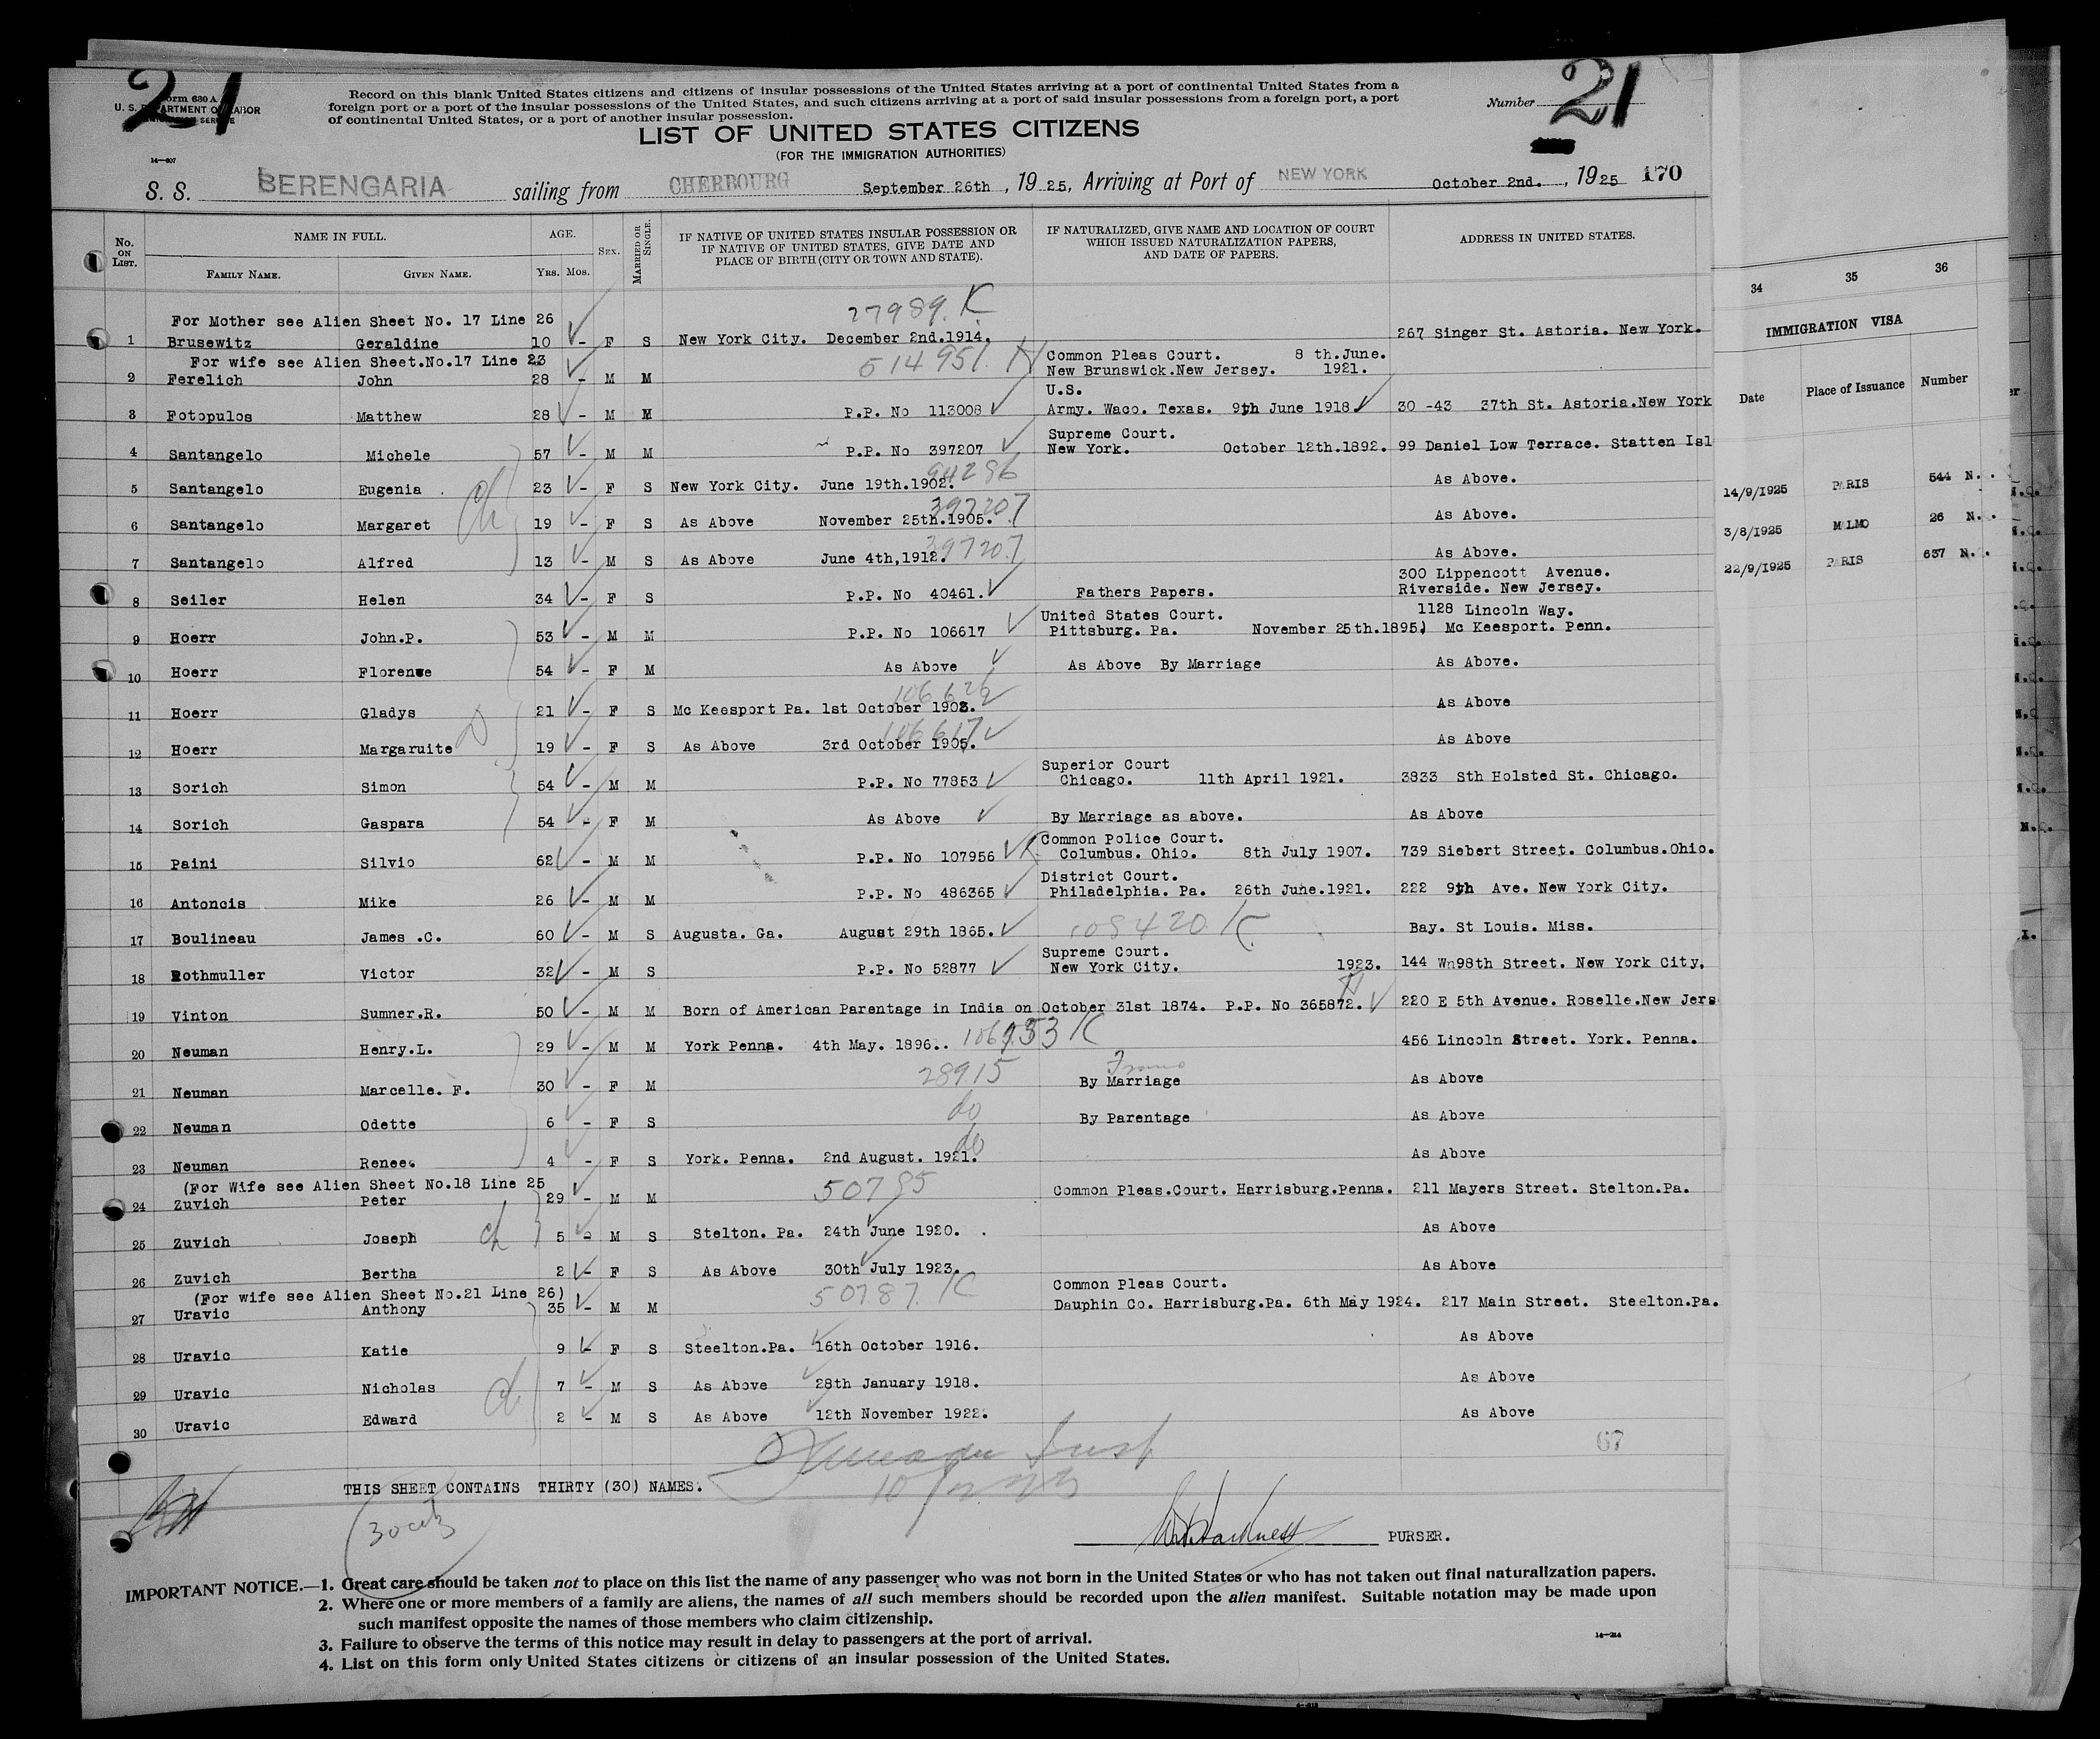 21
Form 630 A
U. S. DEPARTMENT OF LABOR
IMMIGRATION SERVICE
14—507
Record on this blank United States citizens and citizens of insular possessions of the United States arriving at a port of continental United States from a
foreign port or a port of the insular possessions of the United States, and such citizens arriving at a port of said insular possessions from a foreign port, a port
of continental United States, or a port of another insular possession.
Number 21
LIST OF UNITED STATES CITIZENS
(FOR THE IMMIGRATION AUTHORITIES)
S. S. BERENGARIA sailing from CHERBOURG September 26th, 1925, Arriving at Port of NEW YORK October 2nd., 1925 170
No. ON LIST. NAME IN FULL. FAMILY NAME. GIVEN NAME. AGE. YRS. MOS. SEX. MARRIED OR SINGLE. IF NATIVE OF UNITED STATES INSULAR POSSESSION OR IF NATIVE OF UNITED STATES, GIVE DATE AND PLACE OF BIRTH (CITY OR TOWN AND STATE). IF NATURALIZED, GIVE NAME AND LOCATION OF COURT WHICH ISSUED NATURALIZATION PAPERS, AND DATE OF PAPERS. ADDRESS IN UNITED STATES.
For Mother see Alien Sheet No. 17 Line 26 27989. K
1 Brusewitz Geraldine 10 - F S New York City. December 2nd.1914. 267 Singer St. Astoria. New York.
For wife see Alien Sheet.No.17 Line 23 514951. N Common Pleas Court. 8 th.June.
2 Ferelich John 28 - M M New Brunswick.New Jersey. 1921.
U.S.
3 Fotopulos Matthew 28 - M M P.P. No 113008 Army. Waco. Texas. 9th June 1918. 30 -43 37th St. Astoria.New York
Supreme Court.
4 Santangelo Michele 57 - M M P.P. No 397207 New York. October 12th.1892. 99 Daniel Low Terrace. Statten Isl
94286
5 Santangelo Eugenia . 23 - F S New York City. June 19th.1902. As Above.
397207
6 Santangelo Margaret 19 - F S As Above November 25th.1905. As Above.
397207
7 Santangelo Alfred 13 - M S As Above June 4th,1912. As Above.
300 Lippencott Avenue.
8 Seiler Helen 34 - F S P.P. No 40461. Fathers Papers. Riverside. New Jersey.
United States Court. 1128 Lincoln Way.
9 Hoerr John.P. 53 - M M P.P. No 106617 Pittsburg. Pa. November 25th.1895) Mc Keesport. Penn.
10 Hoerr Florence 54 - F M As Above As Above By Marriage As Above.
11 Hoerr Gladys 21 - F S Mc Keesport Pa. 1st October 1903. As Above
106617
12 Hoerr Margaruite 19 - F S As Above 3rd October 1905. As Above
Superior Court
13 Sorich Simon 54 - M M P.P. No 77853 Chicago. 11th April 1921. 3833 Sth Holsted St. Chicago.
14 Sorich Gaspara 54 - F M As Above By Marriage as above. As Above
Common Police Court.
15 Paini Silvio 62 - M M P.P. No 107956 Columbus. Ohio. 8th July 1907. 739 Siebert Street. Columbus.Ohio.
District Court.
16 Antoncis Mike 26 - M M P.P. No 486365 Philadelphia. Pa. 26th June.1921. 222 9th Ave. New York City.
17 Boulineau James .C. 60 - M S Augusta. Ga. August 29th 1865. 108420 K Bay. St Louis. Miss.
Supreme Court.
18 Rothmuller Victor 32 - M S P.P. No 52877 New York City. 1923. 144 Wn98th Street. New York City,
N
19 Vinton Sumner.R. 50 - M M Born of American Parentage in India on October 31st 1874. P.P. No 365872. 220 E 5th Avenue. Roselle.New Jers
20 Neuman Henry.L. 29 - M M York Penna. 4th May. 1896.. 106953 K 456 Lincoln Street. York. Penna.
21 Neuman Marcelle. F. 30 - F M 28915 By Marriage As Above
22 Neuman Odette 6 - F S do By Parentage As Above
do
23 Neuman Renee. 4 - F S York. Penna. 2nd August. 1921. As Above
(For Wife see Alien Sheet No.18 Line 25
24 Zuvich Peter 29 - M M 50785 Common Pleas.Court. Harrisburg.Penna. 211 Mayers Street. Stelton.Pa.
25 Zuvich Joseph 5 - M S Stelton. Pa. 24th June 1920. . As Above
26 Zuvich Bertha 2 - F S As Above 30th July 1923. As Above
(For wife see Alien Sheet No.21 Line 26) Common Pleas Court.
27 Uravic Anthony 35 - M M 50787. K Dauphin Co. Harrisburg.Pa. 6th May 1924. 217 Main Street. Steelton.Pa.
28 Uravic Katie 9 - F S Steelton.Pa. 16th October 1916. As Above
29 Uravic Nicholas 7 - M S As Above 28th January 1918. As Above
30 Uravic Edward 2 - M S As Above 12th November 1922. As Above
67
THIS SHEET CONTAINS THIRTY (30) NAMES.
PURSER.
IMPORTANT NOTICE.—1. Great care should be taken not to place on this list the name of any passenger who was not born in the United States or who has not taken out final naturalization papers.
2. Where one or more members of a family are aliens, the names of all such members should be recorded upon the alien manifest. Suitable notation may be made upon
such manifest opposite the names of those members who claim citizenship.
3. Failure to observe the terms of this notice may result in delay to passengers at the port of arrival.
4. List on this form only United States citizens or citizens of an insular possession of the United States.
14—214
34 35 36
IMMIGRATION VISA
Date Place of Issuance Number
14/9/1925 PARIS 544 N.
3/8/1925 MALMO 26 N.
22/9/1925 PARIS 637 N.